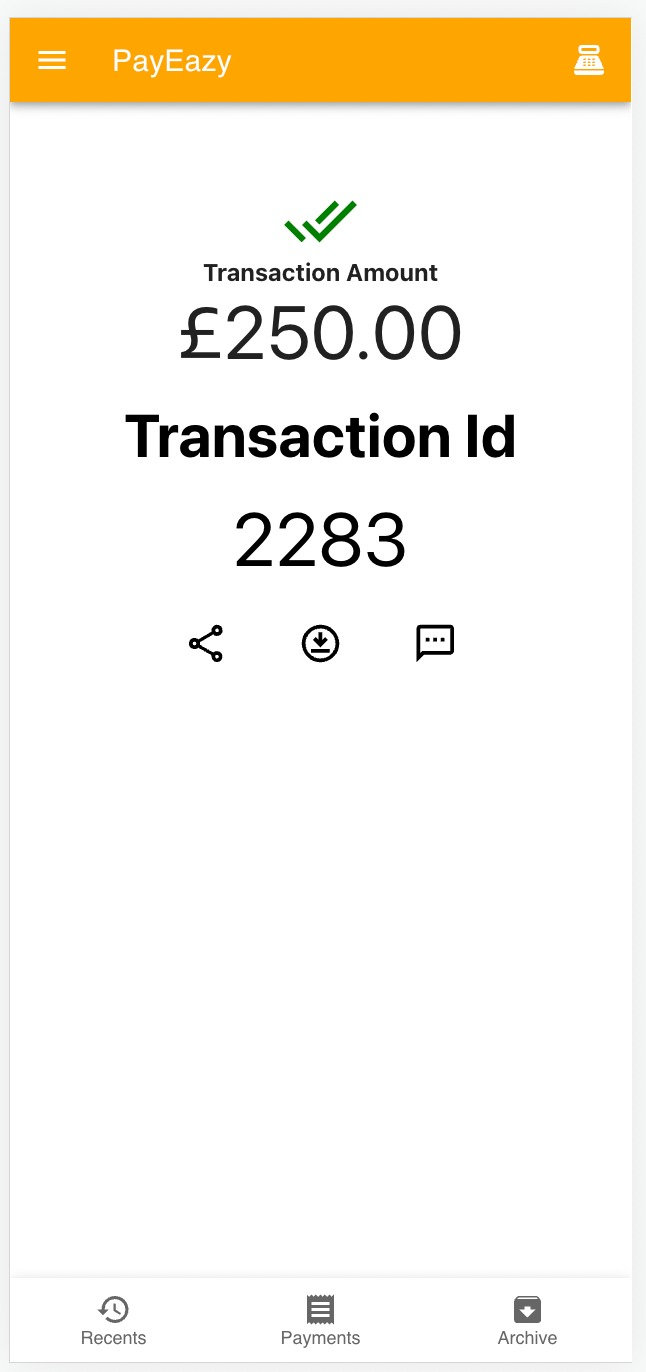 PayEazy
Transaction Amount
£250.00
Transaction Id
2283
Recents
Payments
Archive